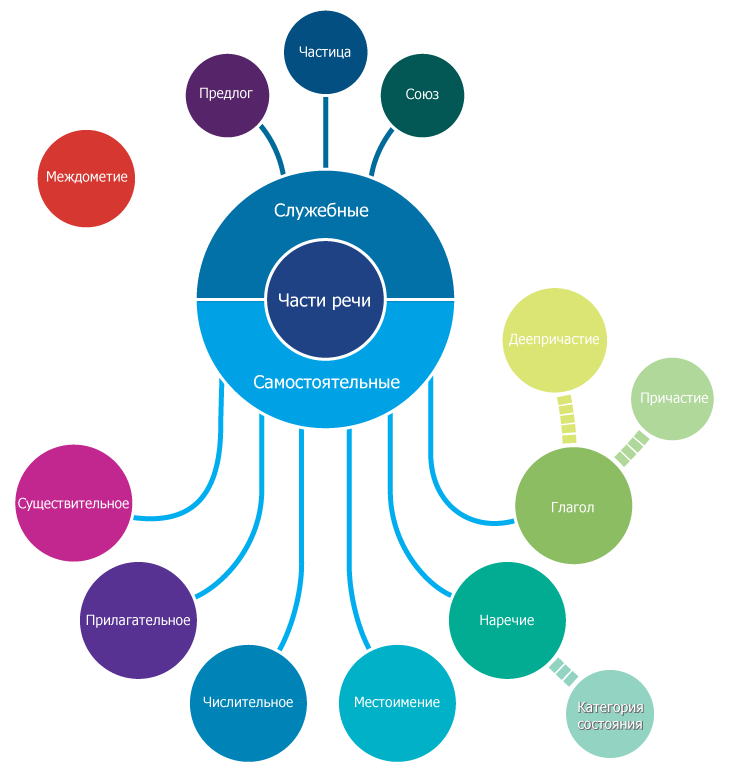 Частица
Предлог
Союз
Междометие
Служебные
Части речи
Самостоятельные
Деепричастие
Причастие
Существительное
Глагол
Прилагательное
Наречие
Числительное
Местоимение
Категория
состояния